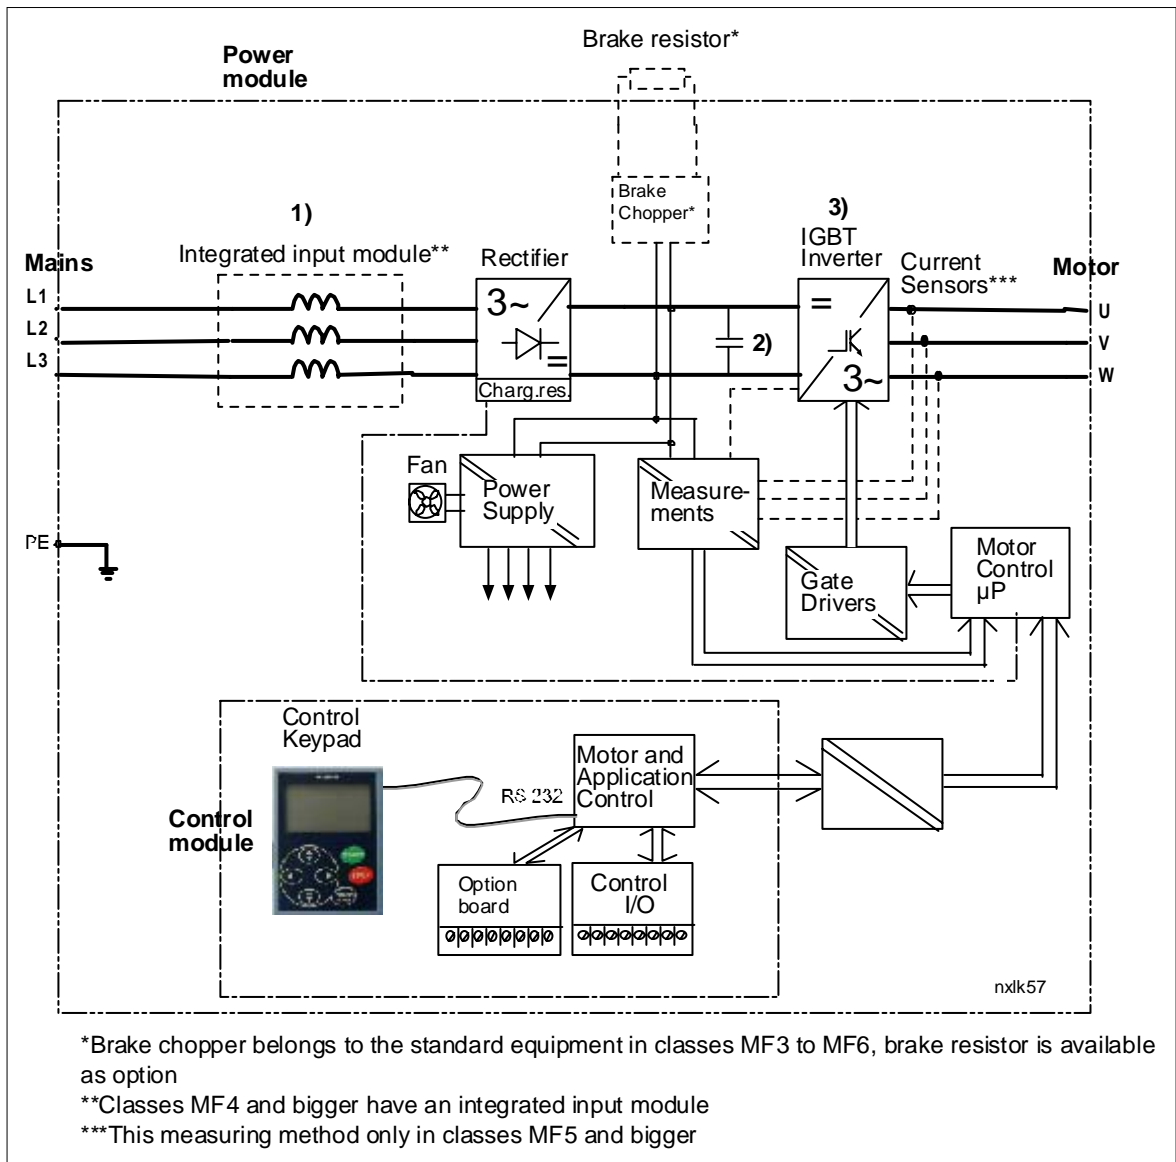 Brake resistor*
Power
module
Brake
Chopper*
1)
3)
Integrated input module**
Rectifier
IGBT
Inverter
Current
Sensors***
Mains
Motor
L1
L2
L3
3~
=
Charg.res.
2)
=
3~
U
V
W
Fan
Power
Supply
Measure-
ments
PE
Motor
Control
µP
Gate
Drivers
Control
Keypad
Motor and
Application
Control
RS 232
Control
module
Option
board
Control
I/O
nxlk57
*Brake chopper belongs to the standard equipment in classes MF3 to MF6, brake resistor is available
as option
**Classes MF4 and bigger have an integrated input module
***This measuring method only in classes MF5 and bigger